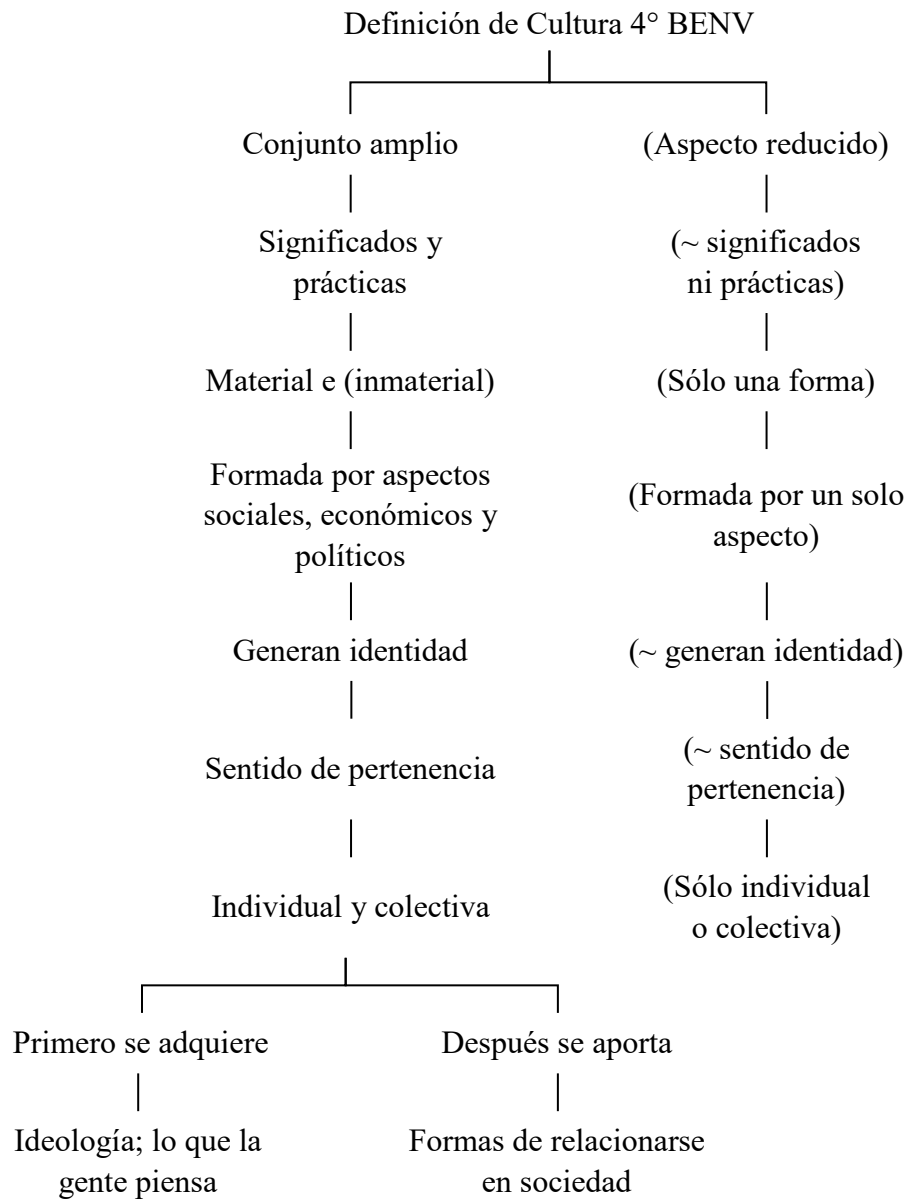 Definición de Cultura 4° BENV
Conjunto amplio
(Aspecto reducido)
Significados y
prácticas
(~ significados
ni prácticas)
Material e (inmaterial)
(Sólo una forma)
Formada por aspectos
sociales, económicos y
políticos
(Formada por un solo
aspecto)
Generan identidad
(~ generan identidad)
Sentido de pertenencia
(~ sentido de
pertenencia)
Individual y colectiva
(Sólo individual
o colectiva)
Primero se adquiere
Después se aporta
Ideología; lo que la
gente piensa
Formas de relacionarse
en sociedad